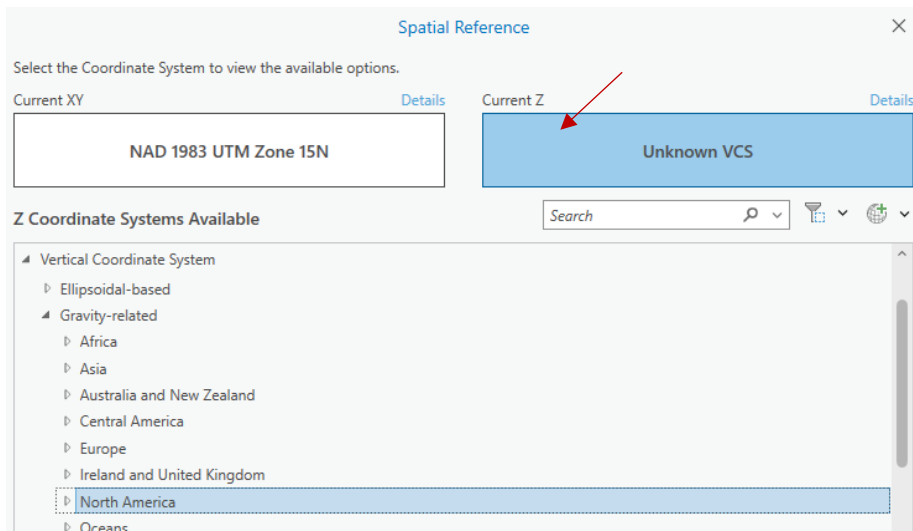 Spatial Reference
Select the Coordinate System to view the available options.
Current XY Details Current Z Details
NAD 1983 UTM Zone 15N Unknown VCS
Z Coordinate Systems Available Search
Vertical Coordinate System
Ellipsoidal-based
Gravity-related
Africa
Asia
Australia and New Zealand
Central America
Europe
Ireland and United Kingdom
North America
Oceans